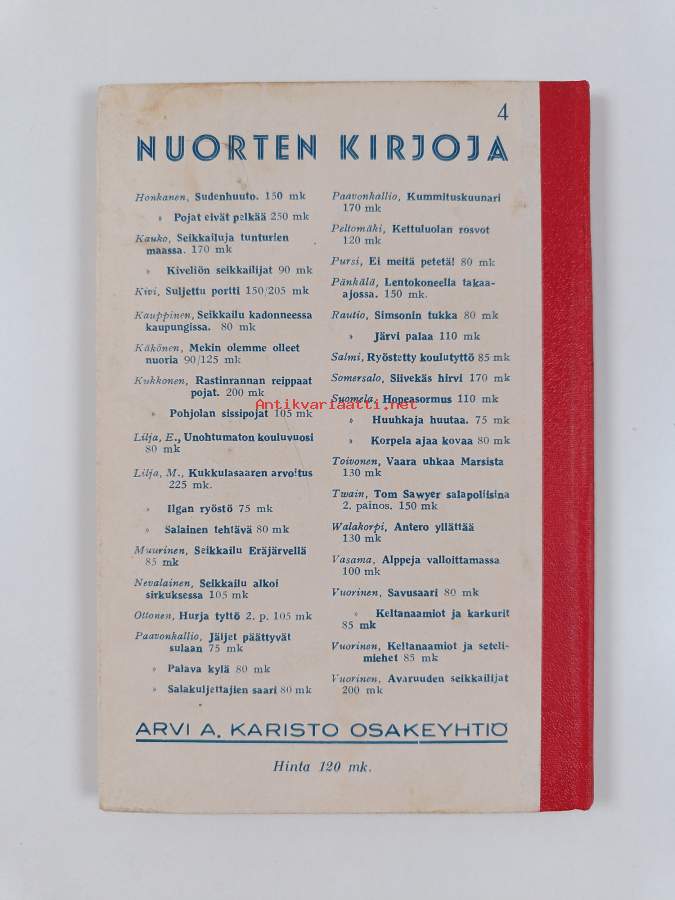 4
NUORTEN KIRJOJA
Honkanen, Sudenhuuto. 150 mk
» Pojat eivät pelkää 250 mk
Kauko, Seikkailuja tunturien
maassa. 170 mk
» Kiveliön seikkailijat 90 mk
Kivi, Suljettu portti 150/205 mk
Kauppinen, Seikkailu kadonneessa
kaupungissa. 80 mk
Käkönen, Mekin olemme olleet
nuoria 90/125 mk
Kukkonen, Rastinrannan reippaat
pojat. 200 mk
» Pohjolan sissipojat 105 mk
Lilja, E., Unohtumaton kouluvuosi
80 mk
Lilja, M., Kukkulasaaren arvoitus
225 mk.
» Ilgan ryöstö 75 mk
» Salainen tehtävä 80 mk
Muurinen, Seikkailu Eräjärvellä
85 mk
Nevalainen, Seikkailu alkoi
sirkuksessa 105 mk
Ottonen, Hurja tyttö 2. p. 105 mk
Paavonkallio, Jäljet päättyvät
sulaan 75 mk
» Palava kylä 80 mk
» Salakuljettajien saari 80 mk
Paavonkallio, Kummituskuunari
170 mk
Peltomäki, Kettuluolan rosvot
120 mk
Pursi, Ei meitä petetä! 80 mk
Pänkälä, Lentokoneella takaa-
ajossa. 150 mk.
Rautio, Simsonin tukka 80 mk
» Järvi palaa 110 mk
Salmi, Ryöstetty koulutyttö 85 mk
Somersalo, Siivekäs hirvi 170 mk
Suomela, Hopeasormus 110 mk
» Huuhkaja huutaa. 75 mk
» Korpela ajaa kovaa 80 mk
Toivonen, Vaara uhkaa Marsista
130 mk
Twain, Tom Sawyer salapoliisina
2. painos. 150 mk
Walakorpi, Antero yllättää
130 mk
Vasama, Alppeja valloittamassa
100 mk
Vuorinen, Savusaari 80 mk
» Keltanaamiot ja karkurit
85 mk
Vuorinen, Keltanaamiot ja seteli-
miehet 85 mk
Vuorinen, Avaruuden seikkailijat
200 mk
Antikvariaatti.net
ARVI A. KARISTO OSAKEYHTIÖ
Hinta 120 mk.